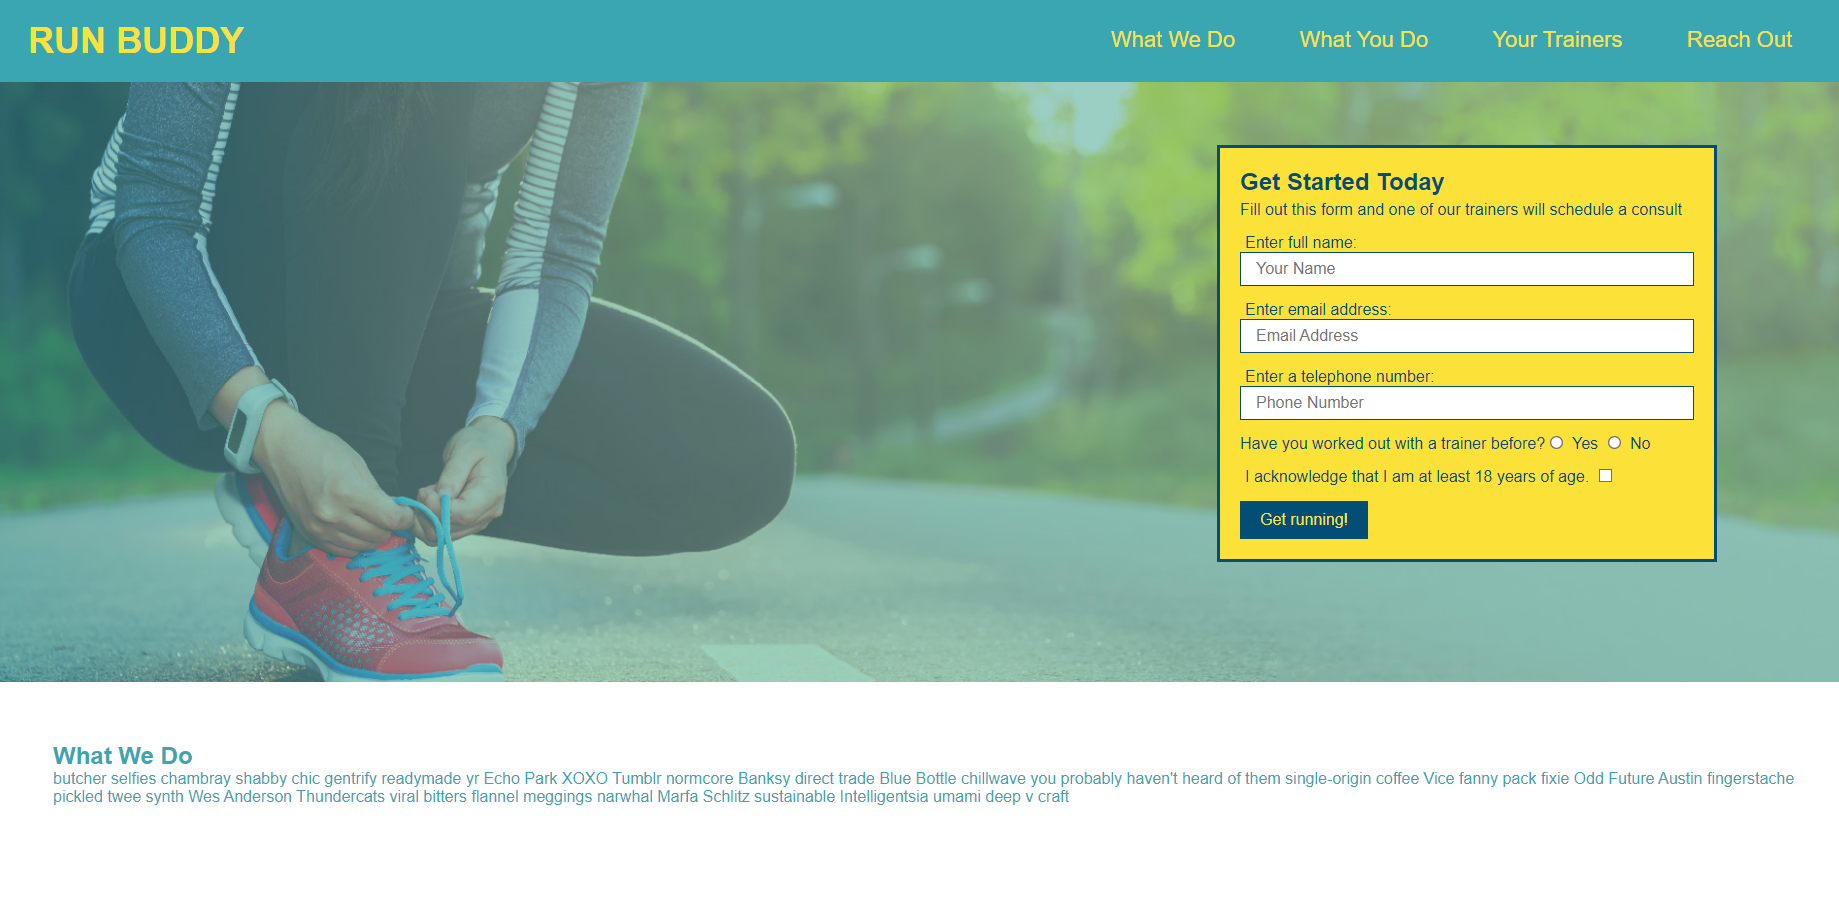 RUN BUDDY
What We Do What You Do Your Trainers Reach Out
Get Started Today
Fill out this form and one of our trainers will schedule a consult
Enter full name:
Your Name
Enter email address:
Email Address
Enter a telephone number:
Phone Number
Have you worked out with a trainer before? Yes No
I acknowledge that I am at least 18 years of age.
Get running!
What We Do
butcher selfies chambray shabby chic gentrify readymade yr Echo Park XOXO Tumblr normcore Banksy direct trade Blue Bottle chillwave you probably haven't heard of them single-origin coffee Vice fanny pack fixie Odd Future Austin fingerstache
pickled twee synth Wes Anderson Thundercats viral bitters flannel meggings narwhal Marfa Schlitz sustainable Intelligentsia umami deep v craft